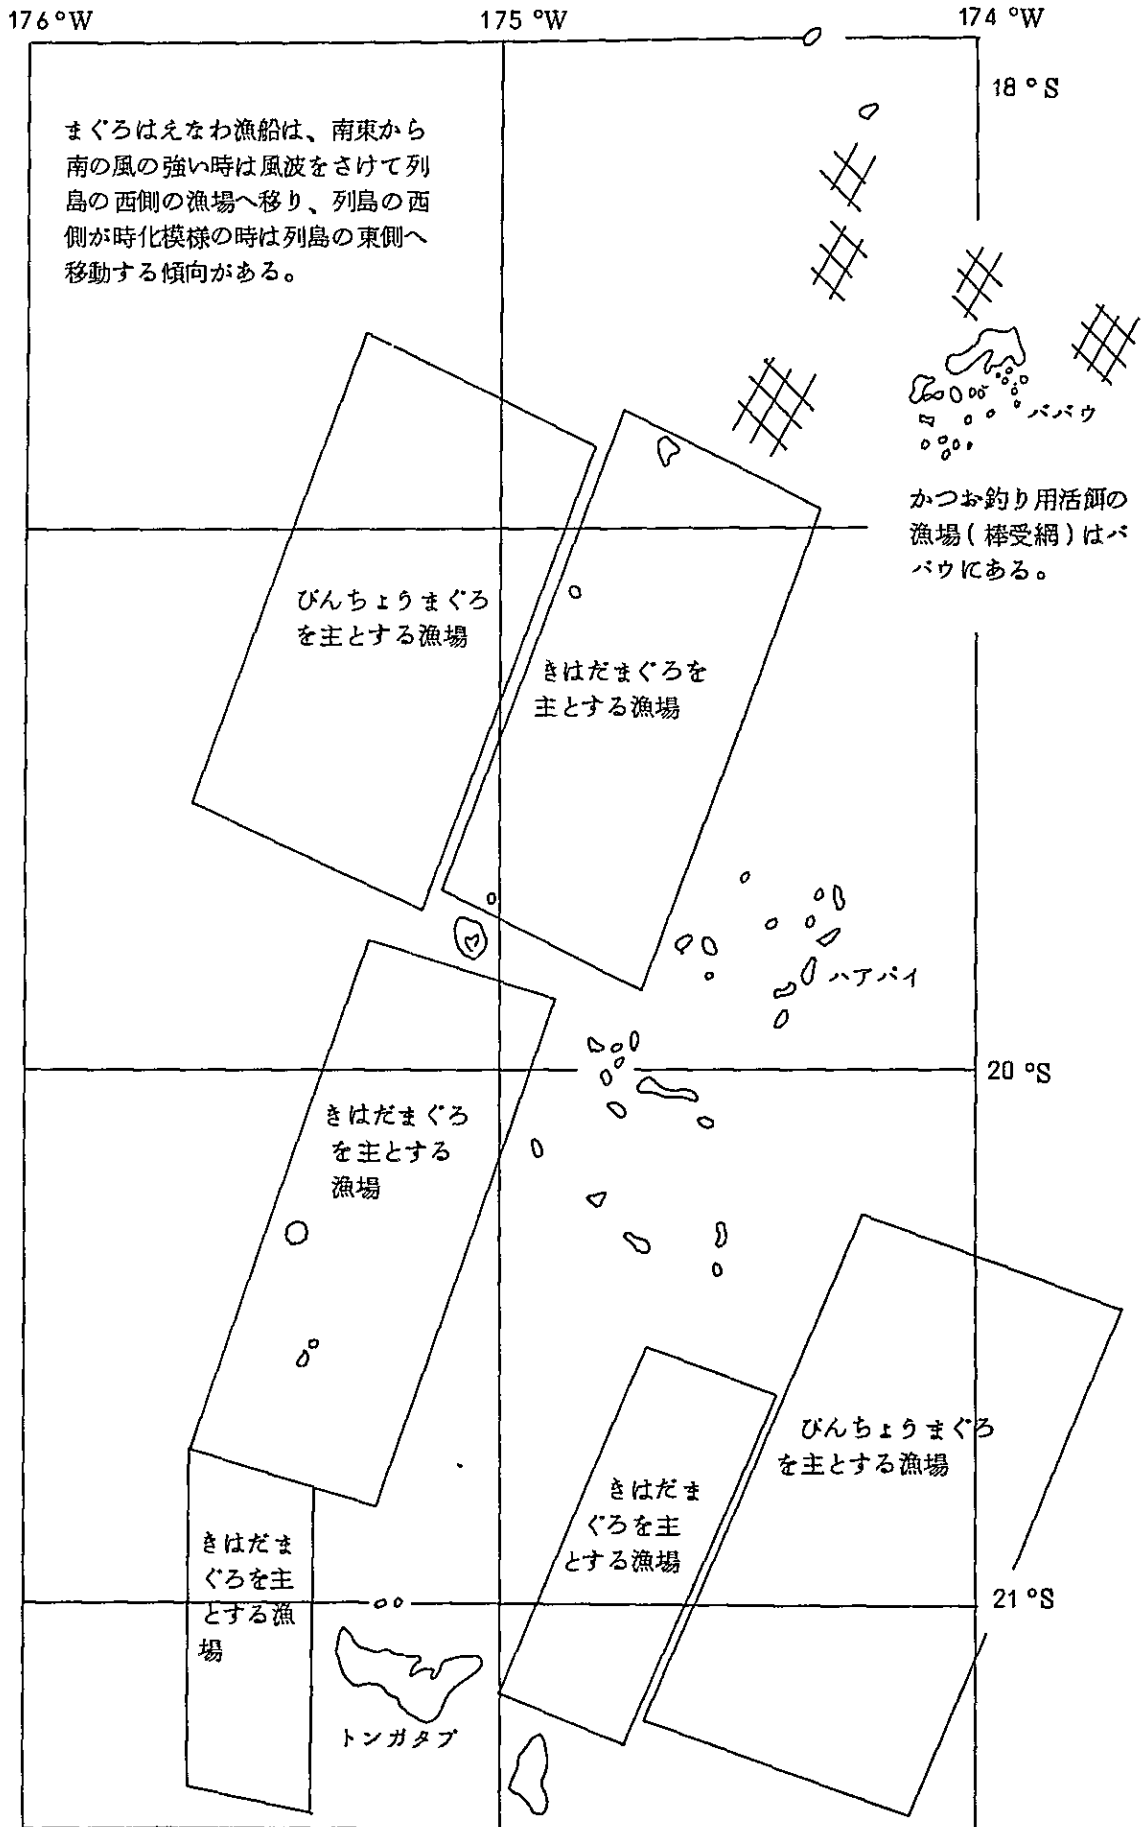 176°W
175 °W
174 °W
18 °S
まぐろはえなわ漁船は、南東から
南の風の強い時は風波をさけて列
島の西側の漁場へ移り、列島の西
側が時化模様の時は列島の東側へ
移動する傾向がある。
ババウ
かつお釣り用活餌の
漁場(棒受網)はバ
バウにある。
びんちょうまぐろ
を主とする漁場
きはだまぐろを
主とする漁場
ハアパイ
20 °S
きはだまぐろ
を主とする
漁場
びんちょうまぐろ
を主とする漁場
きはだま
ぐろを主
とする漁場
きはだま
ぐろを主
とする漁
場
21 °S
トンガタブ